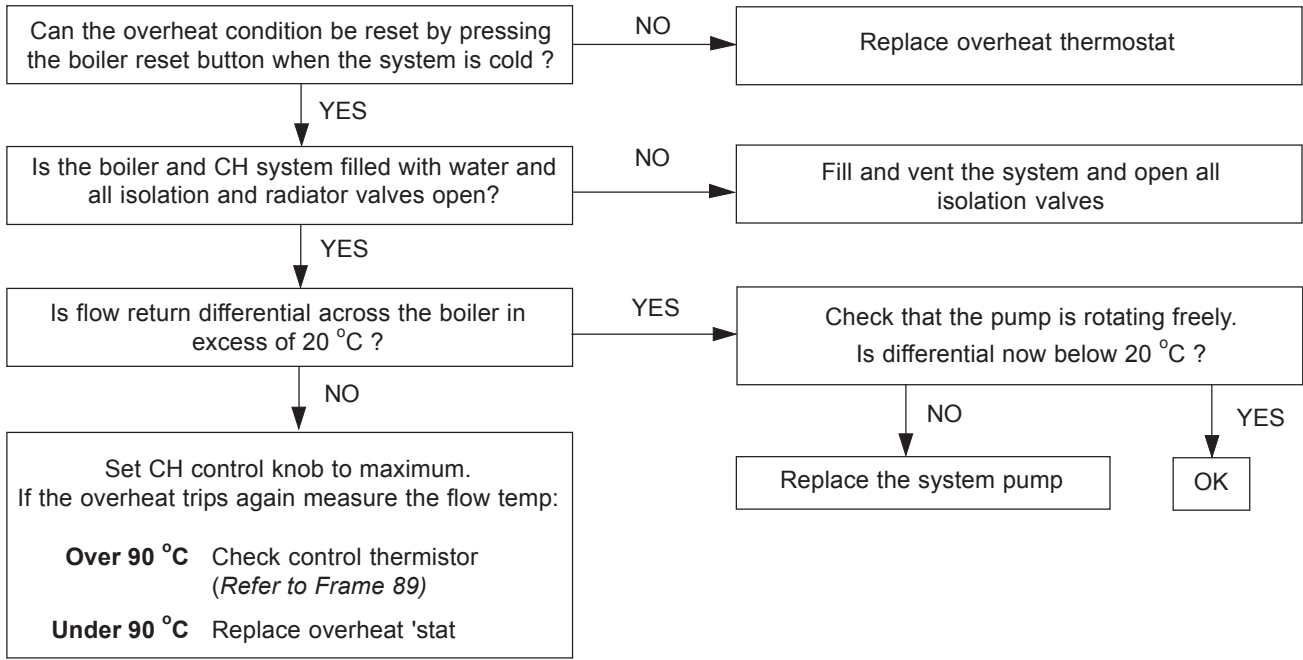 Can the overheat condition be reset by pressing
the boiler reset button when the system is cold ?
NO
Replace overheat thermostat
YES
Is the boiler and CH system filled with water and
all isolation and radiator valves open?
NO
Fill and vent the system and open all
isolation valves
YES
Is flow return differential across the boiler in
excess of 20 °C ?
YES
Check that the pump is rotating freely.
Is differential now below 20 °C ?
NO
Replace the system pump
YES
OK
NO
Set CH control knob to maximum.
If the overheat trips again measure the flow temp:
Over 90 °C Check control thermistor
(Refer to Frame 89)
Under 90 °C Replace overheat 'stat